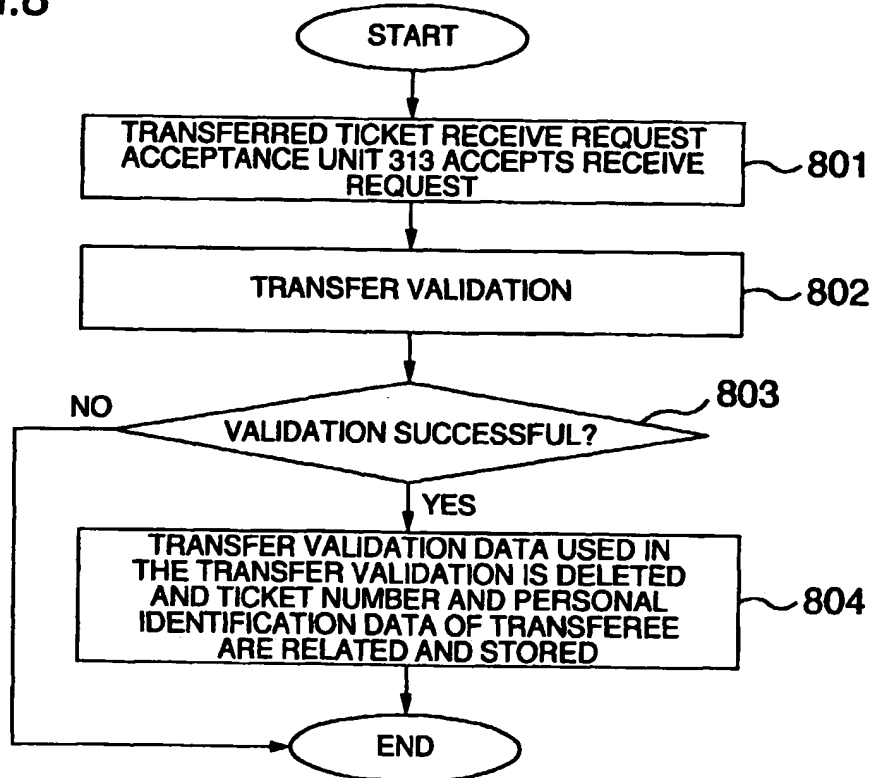 START
TRANSFERRED TICKET RECEIVE REQUEST
ACCEPTANCE UNIT 313 ACCEPTS RECEIVE
REQUEST
801
TRANSFER VALIDATION
802
803
NO
VALIDATION SUCCESSFUL?
YES
TRANSFER VALIDATION DATA USED IN
THE TRANSFER VALIDATION IS DELETED
AND TICKET NUMBER AND PERSONAL
IDENTIFICATION DATA OF TRANSFEREE
ARE RELATED AND STORED
804
END